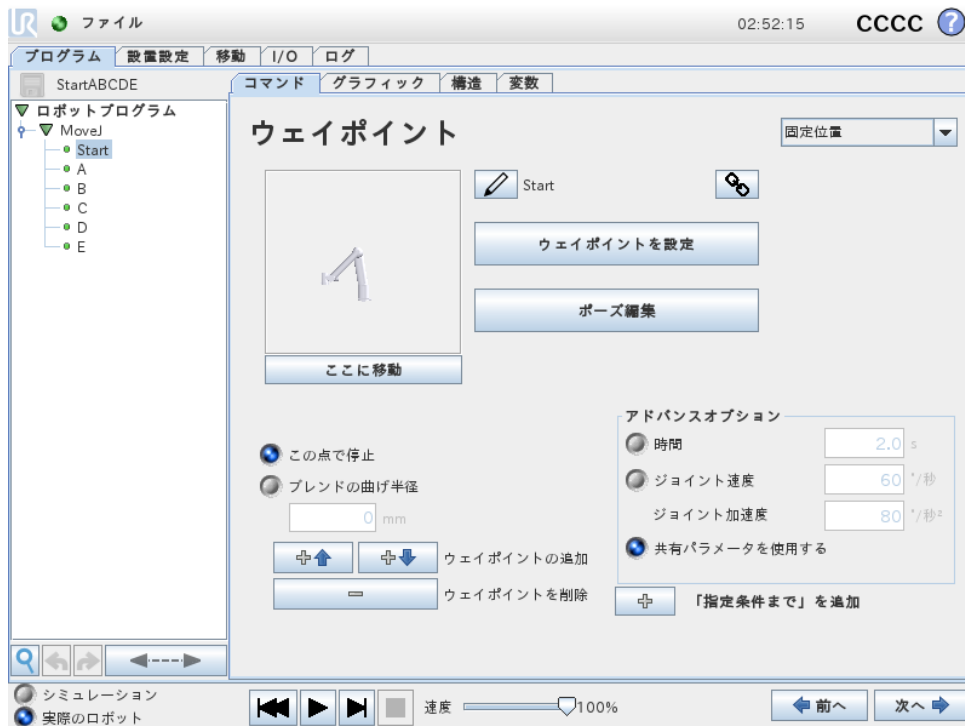 UR ファイル 02:52:15 CCCC ?
プログラム 設置設定 移動 I/O ログ
StartABCDE
コマンド グラフィック 構造 変数
ロボットプログラム
MoveJ
Start
A
B
C
D
E
ウェイポイント
固定位置
Start
ウェイポイントを設定
ポーズ編集
ここに移動
この点で停止
ブレンドの曲げ半径
0 mm
ウェイポイントの追加
ウェイポイントを削除
アドバンスオプション
時間 2.0 s
ジョイント速度 60 °/秒
ジョイント加速度 80 °/秒²
共有パラメータを使用する
「指定条件まで」を追加
シミュレーション
実際のロボット
速度 100%
前へ
次へ